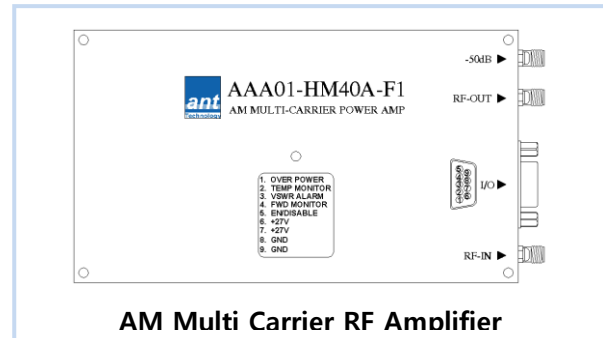 -50dB ▶
ant
Technology
AAA01-HM40A-F1
AM MULTI-CARRIER POWER AMP
RF-OUT ▶
1. OVER POWER
2. TEMP MONITOR
3. VSWR ALARM
4. FWD MONITOR
5. EN/DISABLE
6. +27V
7. +27V
8. GND
9. GND
I/O ▶
RF-IN ▶
AM Multi Carrier RF Amplifier